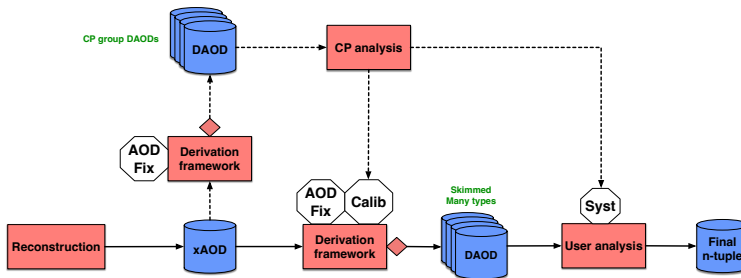 CP group DAODs
DAOD
CP analysis
AOD
Fix
Derivation
framework
AOD
Fix
Calib
Skimmed
Many types
Syst
Reconstruction
xAOD
Derivation
framework
DAOD
User analysis
Final
n-tuple